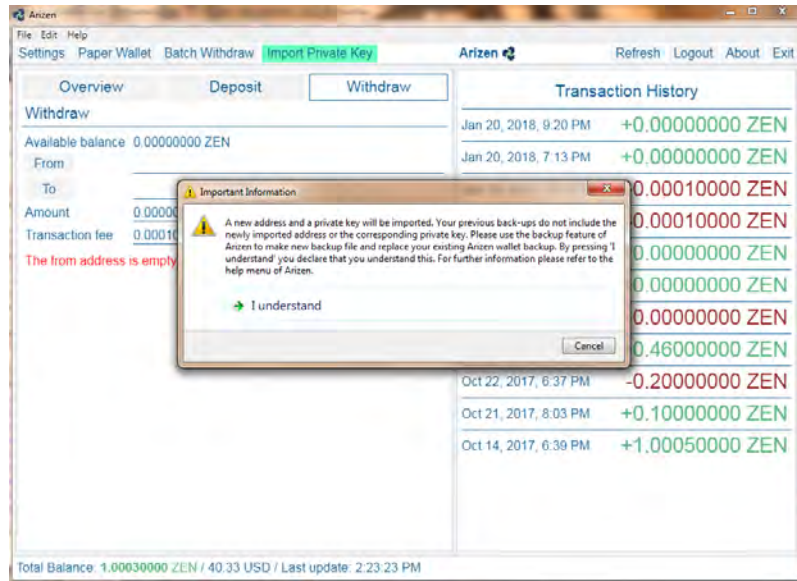 Arizen
File Edit Help
Settings Paper Wallet Batch Withdraw Import Private Key Arizen Refresh Logout About Exit
Overview Deposit Withdraw
Withdraw
Available balance 0.00000000 ZEN
From
To
Amount 0.0000
Transaction fee 0.0001
The from address is empty
Important Information
A new address and a private key will be imported. Your previous back-ups do not include the
newly imported address or the corresponding private key. Please use the backup feature of
Arizen to make new backup file and replace your existing Arizen wallet backup. By pressing 'I
understand' you declare that you understand this. For further information please refer to the
help menu of Arizen.
I understand
Cancel
Transaction History
Jan 20, 2018, 9:20 PM +0.00000000 ZEN
Jan 20, 2018, 7:13 PM +0.00000000 ZEN
0.00010000 ZEN
0.00010000 ZEN
0.00000000 ZEN
0.00000000 ZEN
0.00000000 ZEN
0.46000000 ZEN
Oct 22, 2017, 6:37 PM -0.20000000 ZEN
Oct 21, 2017, 8:03 PM +0.10000000 ZEN
Oct 14, 2017, 6:39 PM +1.00050000 ZEN
Total Balance: 1.00030000 ZEN / 40.33 USD / Last update: 2:23:23 PM